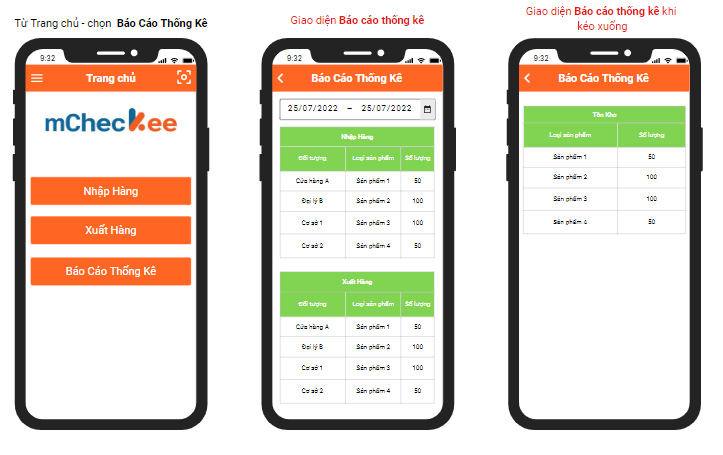 Từ Trang chủ - chọn Báo Cáo Thống Kê
9:32
Trang chủ
mCheckee
Nhập Hàng
Xuất Hàng
Báo Cáo Thống Kê
Giao diện Báo cáo thống kê
9:32
Báo Cáo Thống Kê
25/07/2022 – 25/07/2022
Nhập Hàng
Đối tượng Loại sản phẩm Số lượng
Cửa hàng A Sản phẩm 1 50
Đại lý B Sản phẩm 2 100
Cơ sở 1 Sản phẩm 3 100
Cơ sở 2 Sản phẩm 4 50
Xuất Hàng
Đối tượng Loại sản phẩm Số lượng
Cửa hàng A Sản phẩm 1 50
Đại lý B Sản phẩm 2 100
Cơ sở 1 Sản phẩm 3 100
Cơ sở 2 Sản phẩm 4 50
Giao diện Báo cáo thống kê khi
kéo xuống
9:32
Báo Cáo Thống Kê
Tồn Kho
Loại sản phẩm Số lượng
Sản phẩm 1 50
Sản phẩm 2 100
Sản phẩm 3 100
Sản phẩm 4 50